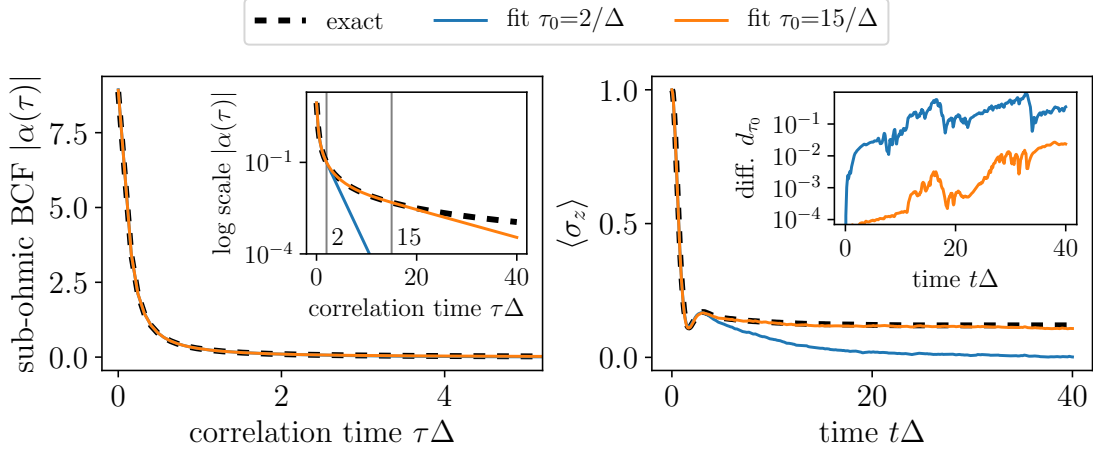 exact
fit τ₀=2/Δ
fit τ₀=15/Δ
sub-ohmic BCF |α(τ)|
7.5
5.0
2.5
0.0
0
2
4
correlation time τΔ
log scale |α(τ)|
10⁻¹
10⁻⁴
2
15
0
20
40
correlation time τΔ
⟨σ_z⟩
1.0
0.5
0.0
0
20
40
time tΔ
diff. d_τ₀
10⁻¹
10⁻²
10⁻³
10⁻⁴
0
20
40
time tΔ